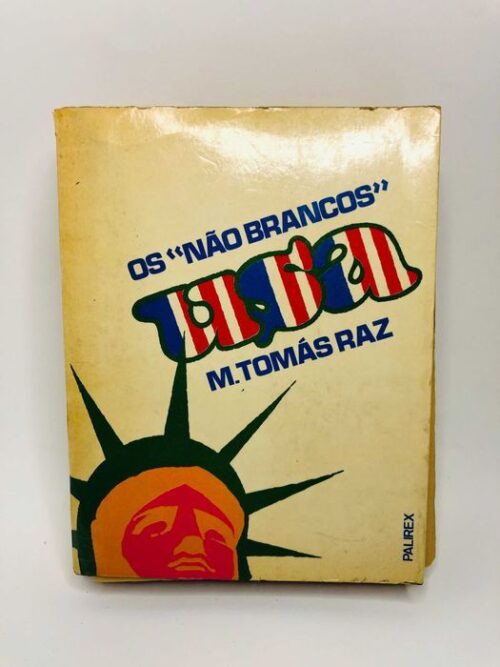 OS “NÃO BRANCOS”
usa
M. TOMÁS RAZ
PALIREX